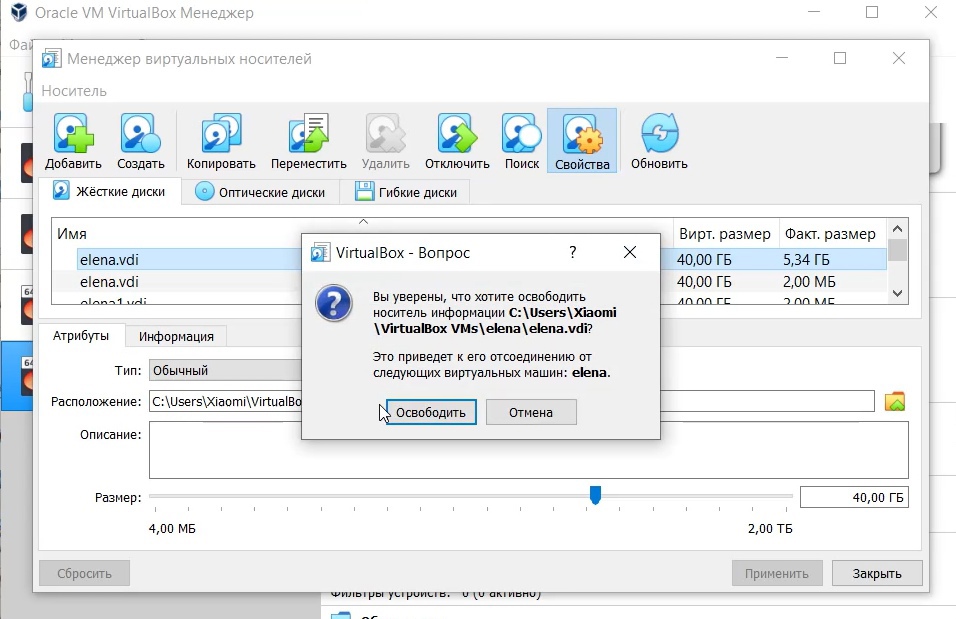 Oracle VM VirtualBox Менеджер
Менеджер виртуальных носителей
Носитель
Добавить Создать Копировать Переместить Удалить Отключить Поиск Свойства Обновить
Жёсткие диски Оптические диски Гибкие диски
Имя Вирт. размер Факт. размер
elena.vdi 40,00 ГБ 5,34 ГБ
elena.vdi 40,00 ГБ 2,00 МБ
elena1.vdi 40,00 ГБ 2,00 МБ
VirtualBox - Вопрос ?
Вы уверены, что хотите освободить
носитель информации C:\Users\Xiaomi
\VirtualBox VMs\elena\elena.vdi?
Это приведет к его отсоединению от
следующих виртуальных машин: elena.
Освободить Отмена
Атрибуты Информация
Тип: Обычный
Расположение: C:\Users\Xiaomi\VirtualBo
Описание:
Размер: 40,00 ГБ
4,00 МБ 2,00 ТБ
Сбросить Применить Закрыть
Фильтры устройств: 0 (0 активно)